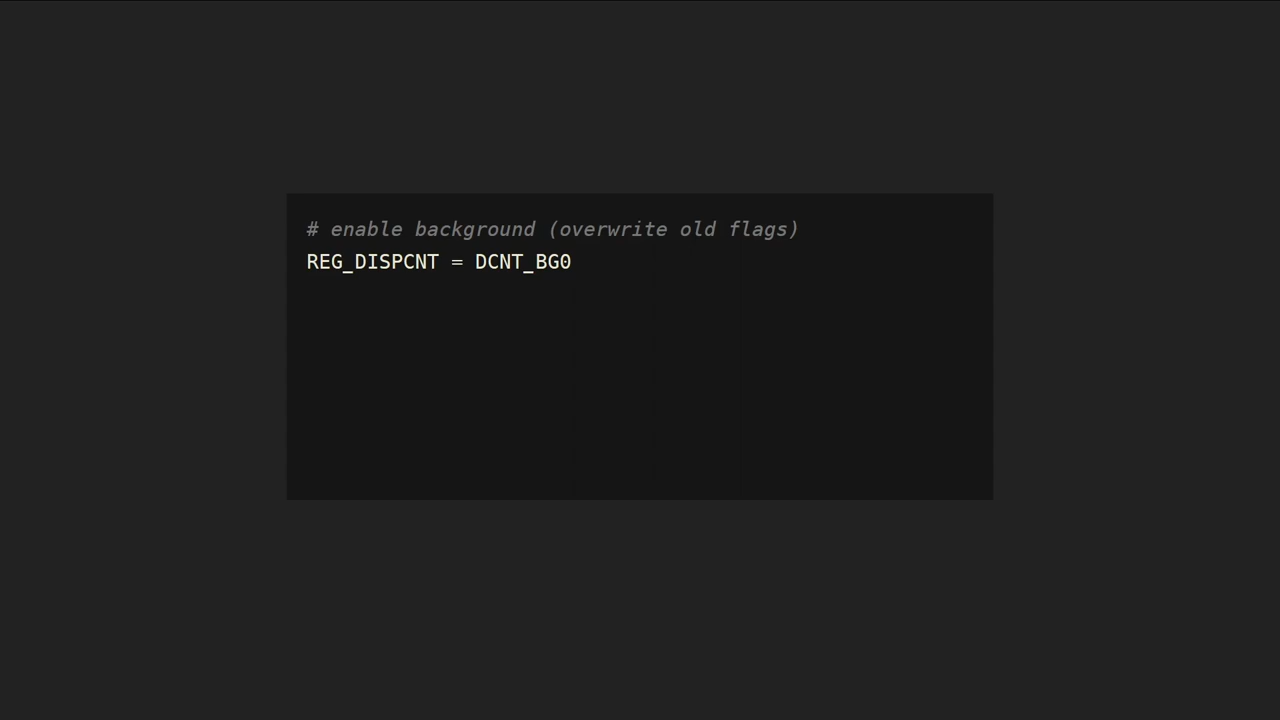 # enable background (overwrite old flags)
REG_DISPCNT = DCNT_BG0